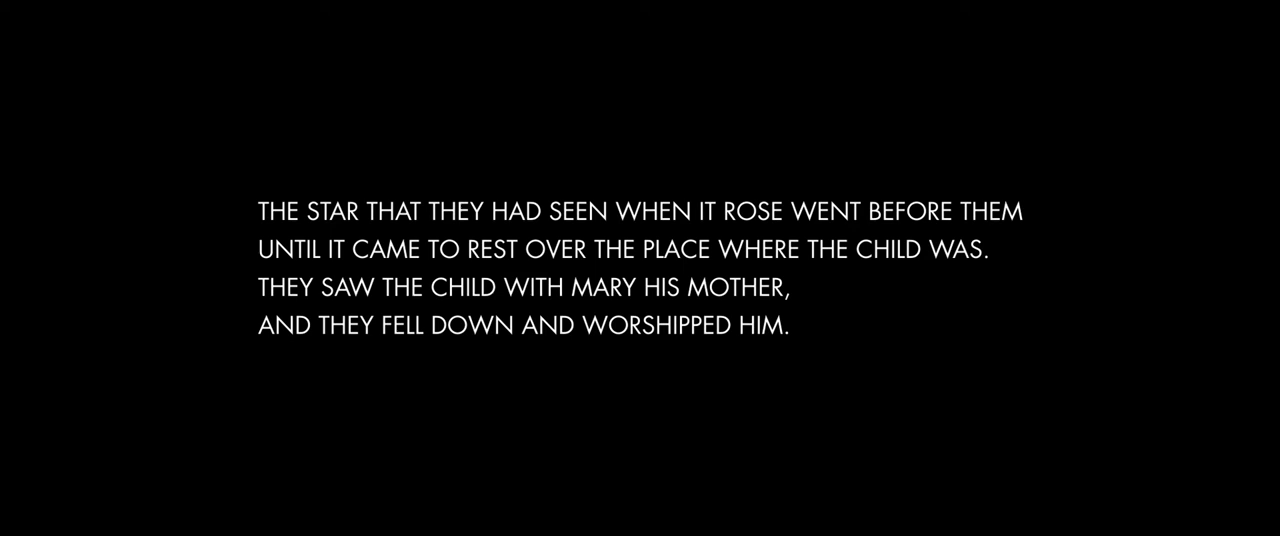 THE STAR THAT THEY HAD SEEN WHEN IT ROSE WENT BEFORE THEM
UNTIL IT CAME TO REST OVER THE PLACE WHERE THE CHILD WAS.
THEY SAW THE CHILD WITH MARY HIS MOTHER,
AND THEY FELL DOWN AND WORSHIPPED HIM.